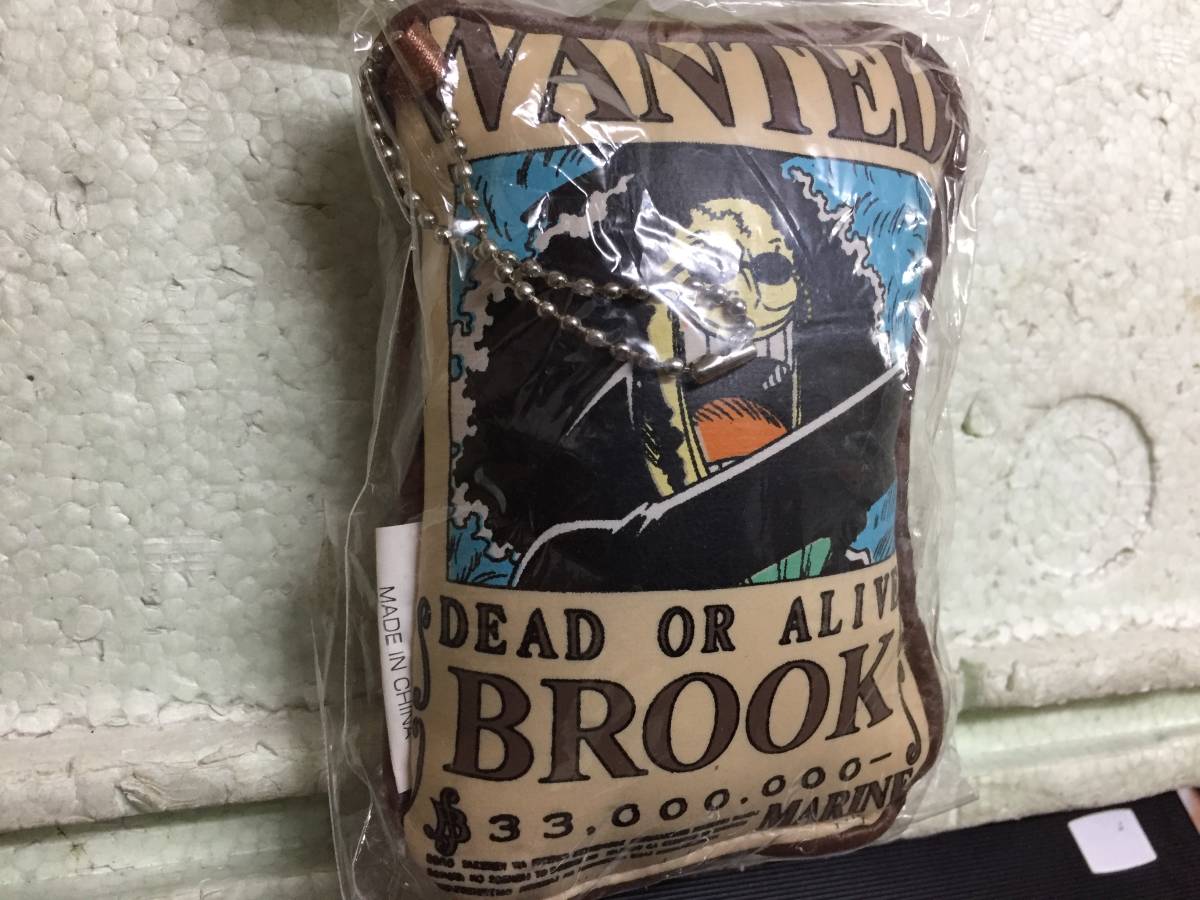 WANTED
DEAD OR ALIVE
BROOK
33,000,000-
MARINE
MADE IN CHINA